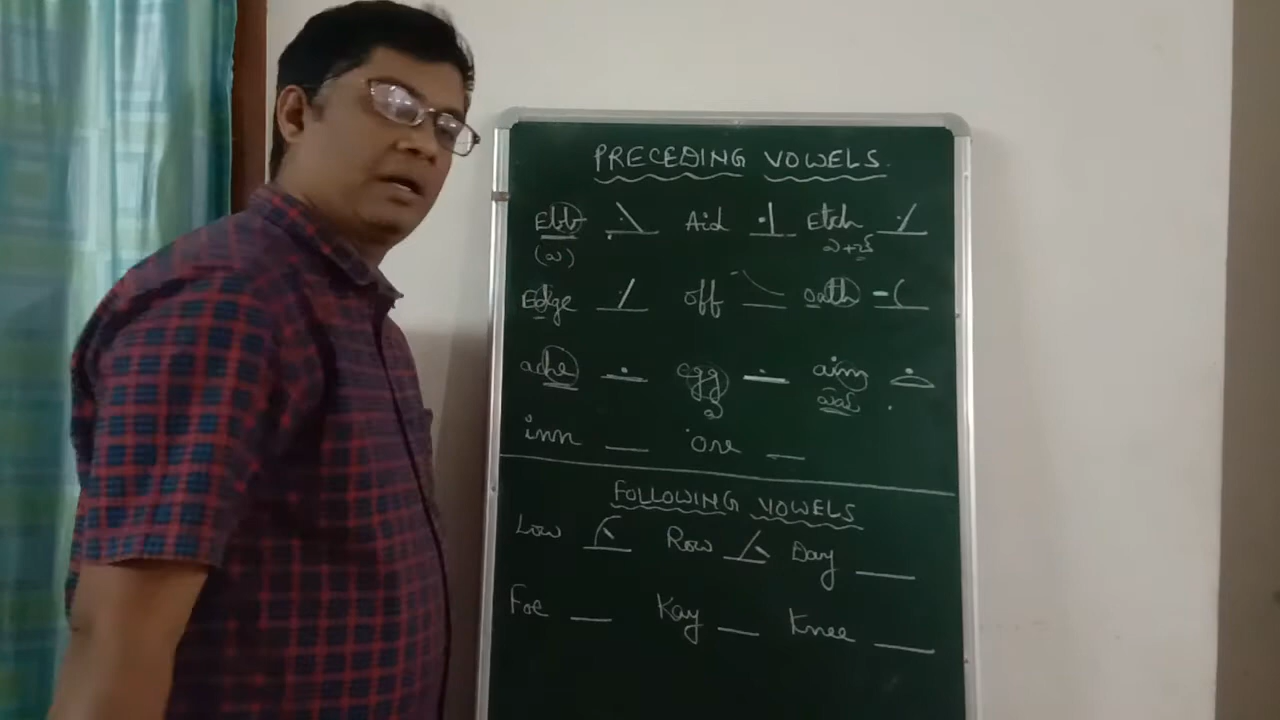 PRECEDING VOWELS.
Ebb Aid Etch
Edge off oath
ache egg aim
inn ore
FOLLOWING VOWELS
Low Row Day
Foe Kay Knee